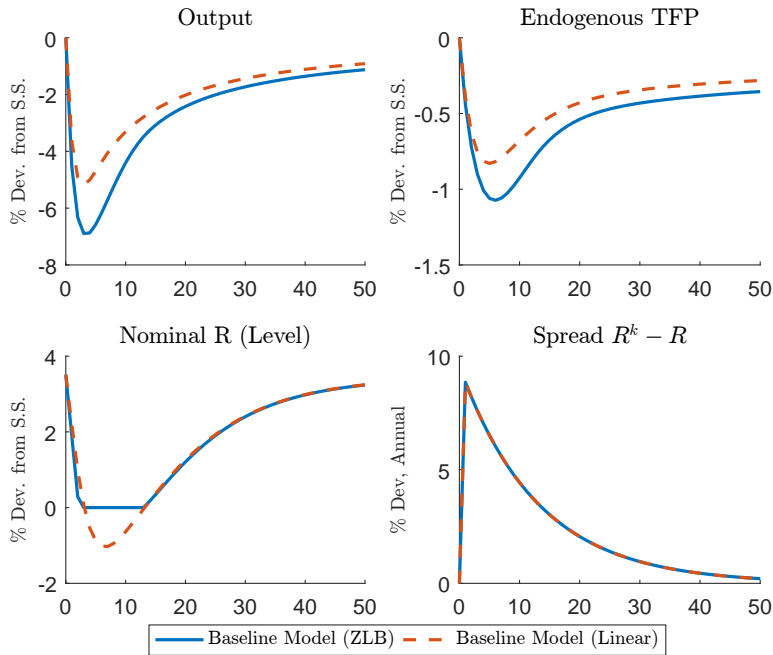 Output
% Dev. from S.S.
0
-2
-4
-6
-8
0 10 20 30 40 50
Endogenous TFP
% Dev. from S.S.
0
-0.5
-1
-1.5
0 10 20 30 40 50
Nominal R (Level)
% Dev. from S.S.
4
2
0
-2
0 10 20 30 40 50
Spread R^k − R
% Dev, Annual
10
5
0
0 10 20 30 40 50
Baseline Model (ZLB) Baseline Model (Linear)